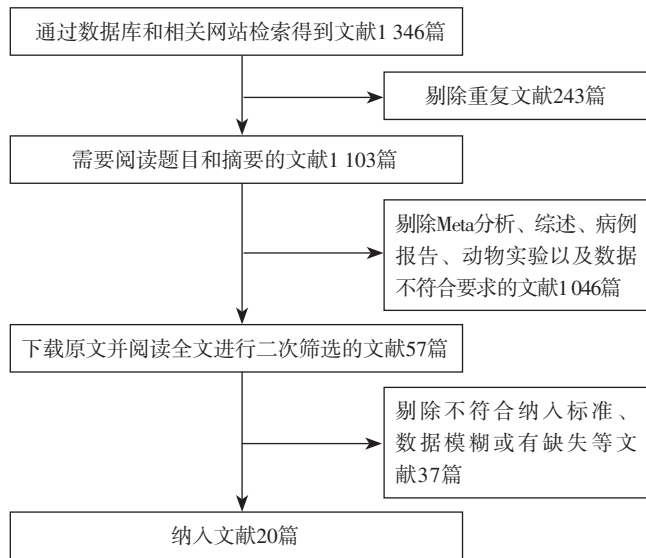 通过数据库和相关网站检索得到文献1 346篇
剔除重复文献243篇
需要阅读题目和摘要的文献1 103篇
剔除Meta分析、综述、病例
报告、动物实验以及数据
不符合要求的文献1 046篇
下载原文并阅读全文进行二次筛选的文献57篇
剔除不符合纳入标准、
数据模糊或有缺失等文
献37篇
纳入文献20篇